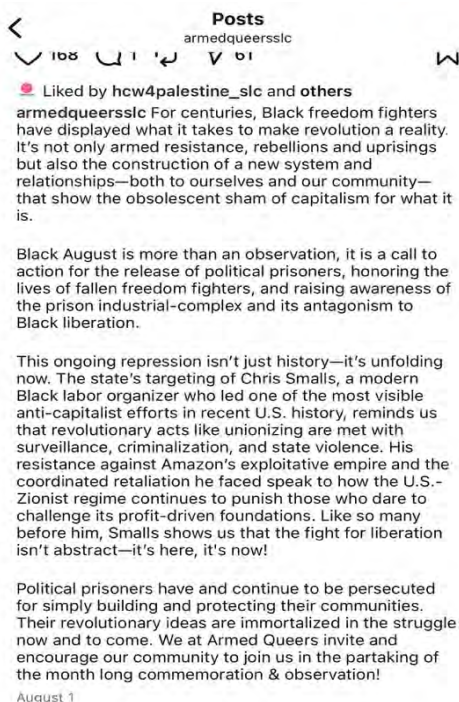 Posts
armedqueersslc
168 1 61
Liked by hcw4palestine_slc and others
armedqueersslc For centuries, Black freedom fighters
have displayed what it takes to make revolution a reality.
It's not only armed resistance, rebellions and uprisings
but also the construction of a new system and
relationships—both to ourselves and our community—
that show the obsolescent sham of capitalism for what it
is.
Black August is more than an observation, it is a call to
action for the release of political prisoners, honoring the
lives of fallen freedom fighters, and raising awareness of
the prison industrial-complex and its antagonism to
Black liberation.
This ongoing repression isn't just history—it's unfolding
now. The state's targeting of Chris Smalls, a modern
Black labor organizer who led one of the most visible
anti-capitalist efforts in recent U.S. history, reminds us
that revolutionary acts like unionizing are met with
surveillance, criminalization, and state violence. His
resistance against Amazon's exploitative empire and the
coordinated retaliation he faced speak to how the U.S.-
Zionist regime continues to punish those who dare to
challenge its profit-driven foundations. Like so many
before him, Smalls shows us that the fight for liberation
isn't abstract—it's here, it's now!
Political prisoners have and continue to be persecuted
for simply building and protecting their communities.
Their revolutionary ideas are immortalized in the struggle
now and to come. We at Armed Queers invite and
encourage our community to join us in the partaking of
the month long commemoration & observation!
August 1